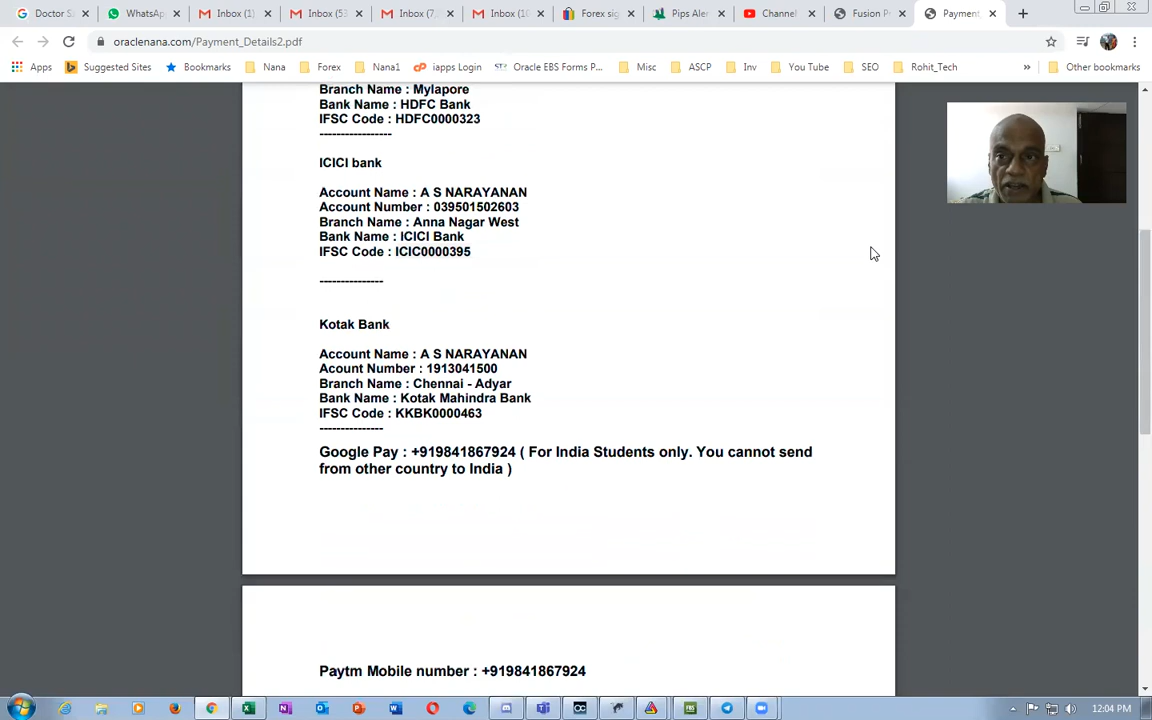 Doctor S
WhatsAp
Inbox (1)
Inbox (53
Inbox (7,
Inbox (10
Forex sig
Pips Aler
Channel
Fusion P
Payment
oraclenana.com/Payment_Details2.pdf
Apps
Suggested Sites
Bookmarks
Nana
Forex
Nana1
iapps Login
Oracle EBS Forms P...
Misc
ASCP
Inv
You Tube
SEO
Rohit_Tech
»
Other bookmarks
Branch Name : Mylapore
Bank Name : HDFC Bank
IFSC Code : HDFC0000323
-----------------
ICICI bank
Account Name : A S NARAYANAN
Account Number : 039501502603
Branch Name : Anna Nagar West
Bank Name : ICICI Bank
IFSC Code : ICIC0000395
---------------
Kotak Bank
Account Name : A S NARAYANAN
Acount Number : 1913041500
Branch Name : Chennai - Adyar
Bank Name : Kotak Mahindra Bank
IFSC Code : KKBK0000463
---------------
Google Pay : +919841867924 ( For India Students only. You cannot send
from other country to India )
Paytm Mobile number : +919841867924
12:04 PM